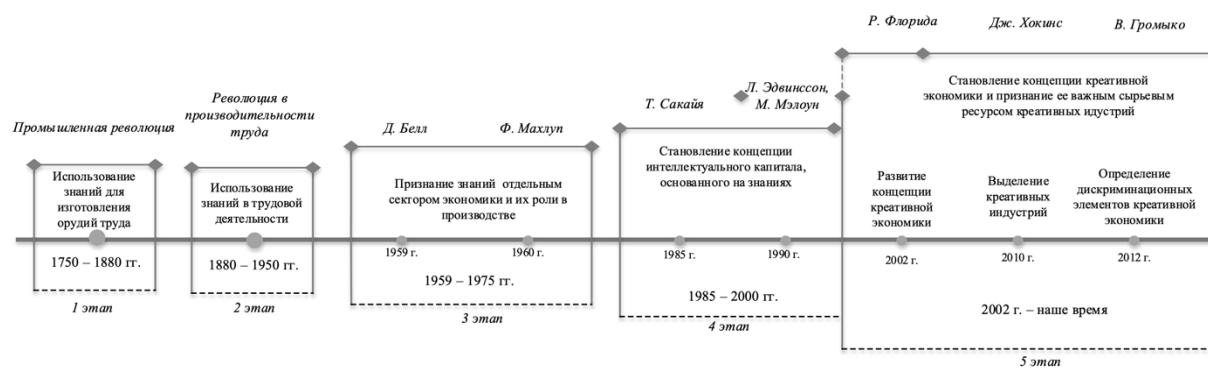 Промышленная революция
Использование
знаний для
изготовления
орудий труда
1750 – 1880 гг.
1 этап
Революция в
производительности
труда
Использование
знаний в трудовой
деятельности
1880 – 1950 гг.
2 этап
Д. Белл
Ф. Махлуп
Признание знаний отдельным
сектором экономики и их роли в
производстве
1959 г.
1960 г.
1959 – 1975 гг.
3 этап
Т. Сакайя
Л. Эдвинссон,
М. Мэлоун
Становление концепции
интеллектуального капитала,
основанного на знаниях
1985 г.
1990 г.
1985 – 2000 гг.
4 этап
Р. Флорида
Дж. Хокинс
В. Громыко
Становление концепции креативной
экономики и признание ее важным сырьевым
ресурсом креативных идустрий
Развитие
концепции
креативной
экономики
Выделение
креативных
индустрий
Определение
дискриминационных
элементов креативной
экономики
2002 г.
2010 г.
2012 г.
2002 г. – наше время
5 этап